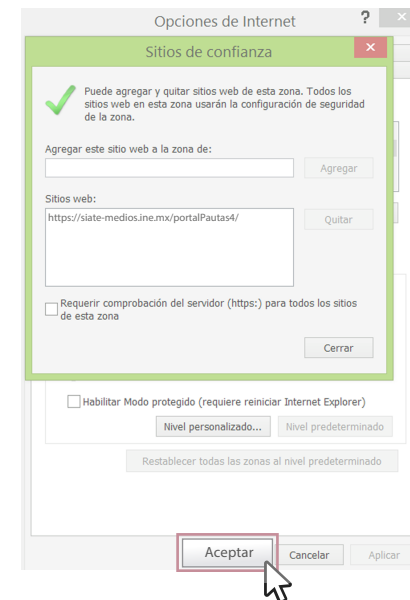 Opciones de Internet
?
Sitios de confianza
Puede agregar y quitar sitios web de esta zona. Todos los
sitios web en esta zona usarán la configuración de seguridad
de la zona.
Agregar este sitio web a la zona de:
Agregar
Sitios web:
https://siate-medios.ine.mx/portalPautas4/
Quitar
Requerir comprobación del servidor (https:) para todos los sitios
de esta zona
Cerrar
Habilitar Modo protegido (requiere reiniciar Internet Explorer)
Nivel personalizado...
Nivel predeterminado
Restablecer todas las zonas al nivel predeterminado
Aceptar
Cancelar
Aplicar